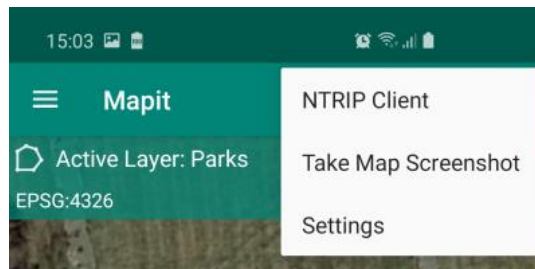 15:03
Mapit
NTRIP Client
Active Layer: Parks
Take Map Screenshot
EPSG:4326
Settings